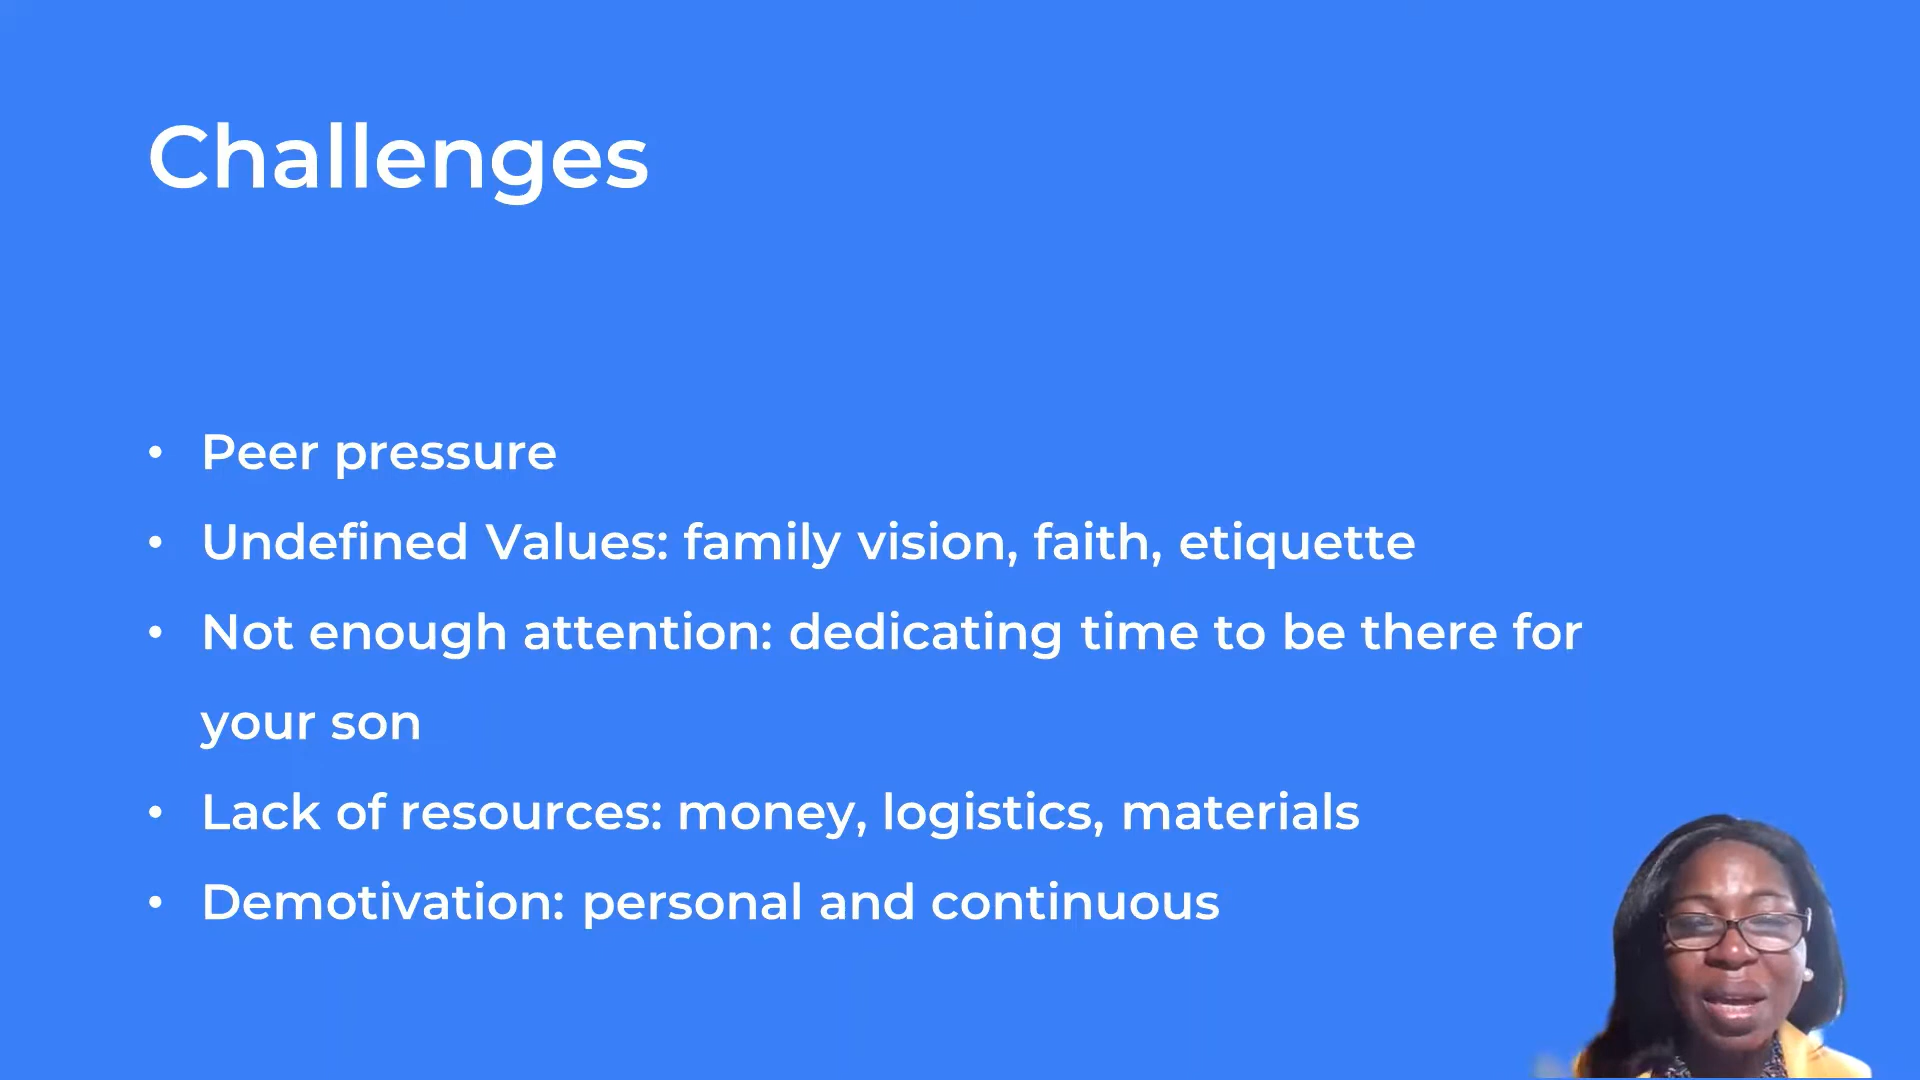 Challenges
• Peer pressure
• Undefined Values: family vision, faith, etiquette
• Not enough attention: dedicating time to be there for
your son
• Lack of resources: money, logistics, materials
• Demotivation: personal and continuous